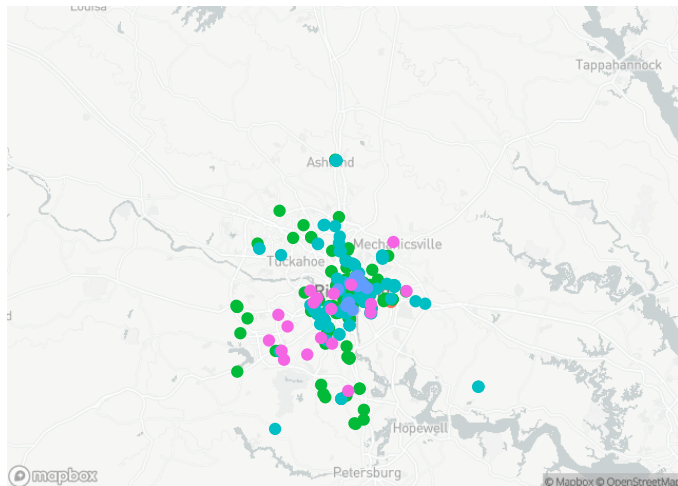 Louisa
Tappahannock
Ashland
Mechanicsville
Tuckahoe
Hopewell
Petersburg
mapbox
© Mapbox © OpenStreetMap